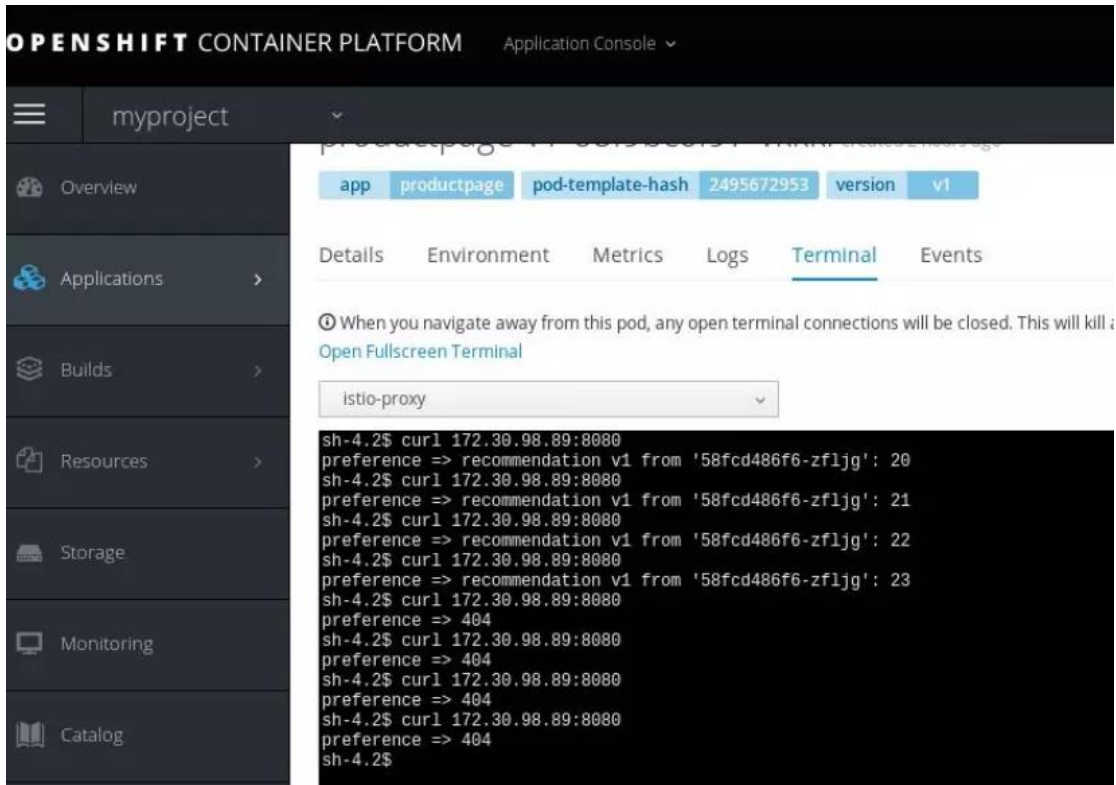 OPENSHIFT CONTAINER PLATFORM Application Console
myproject
Overview
Applications
Builds
Resources
Storage
Monitoring
Catalog
app productpage pod-template-hash 2495672953 version v1
Details Environment Metrics Logs Terminal Events
When you navigate away from this pod, any open terminal connections will be closed. This will kill
Open Fullscreen Terminal
istio-proxy
sh-4.2$ curl 172.30.98.89:8080
preference => recommendation v1 from '58fcd486f6-zfljg': 20
sh-4.2$ curl 172.30.98.89:8080
preference => recommendation v1 from '58fcd486f6-zfljg': 21
sh-4.2$ curl 172.30.98.89:8080
preference => recommendation v1 from '58fcd486f6-zfljg': 22
sh-4.2$ curl 172.30.98.89:8080
preference => recommendation v1 from '58fcd486f6-zfljg': 23
sh-4.2$ curl 172.30.98.89:8080
preference => 404
sh-4.2$ curl 172.30.98.89:8080
preference => 404
sh-4.2$ curl 172.30.98.89:8080
preference => 404
sh-4.2$ curl 172.30.98.89:8080
preference => 404
sh-4.2$